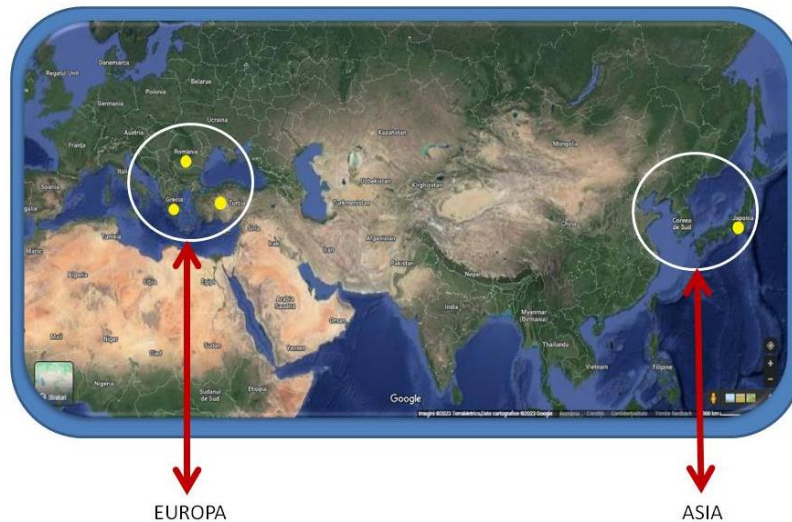 Regatul Unit
Danemarca
Belarus
Polonia
Germania
Ucraina
Austria
Franța
România
Kazahstan
Mongolia
Spania
Grecia
Turcia
Uzbekistan
Kîrgîzstan
Turkmenistan
Coreea
de Sud
Japonia
China
Tunisia
Siria
Irak
Iran
Afganistan
Pakistan
Maroc
Algeria
Libia
Egipt
Nepal
Arabia
Saudită
India
Oman
Myanmar
(Birmania)
Mali
Niger
Ciad
Sudan
Yemen
Thailanda
Vietnam
Filipine
Nigeria
Sudanul
de Sud
Etiopia
Straturi
Google
EUROPA
ASIA